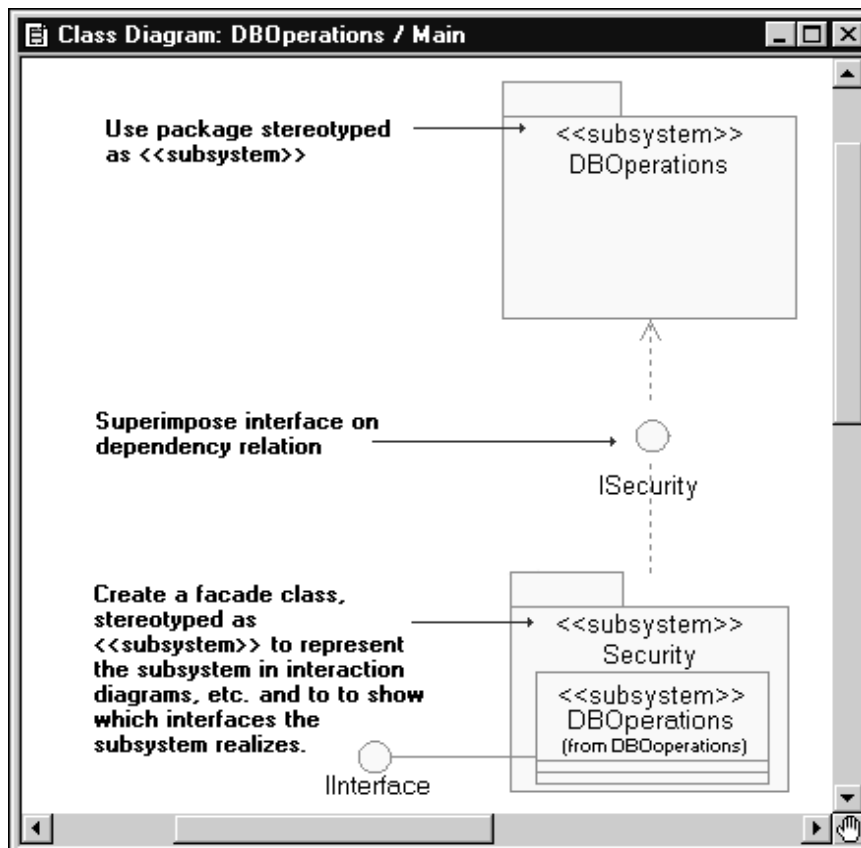 Class Diagram: DBOperations / Main
Use package stereotyped
as <<subsystem>>
<<subsystem>>
DBOperations
Superimpose interface on
dependency relation
ISecurity
Create a facade class,
stereotyped as
<<subsystem>> to represent
the subsystem in interaction
diagrams, etc. and to to show
which interfaces the
subsystem realizes.
<<subsystem>>
Security
<<subsystem>>
DBOperations
(from DBOoperations)
IInterface